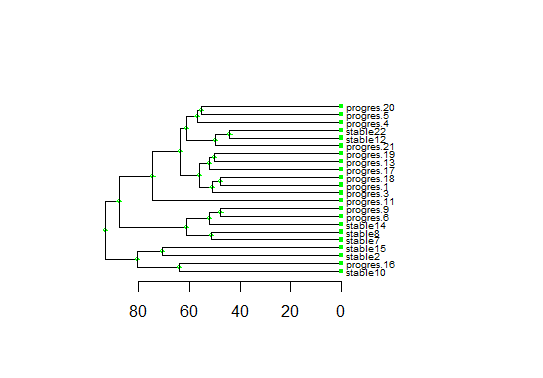 progres.20
progres.5
progres.4
stable22
stable12
progres.21
progres.19
progres.13
progres.17
progres.18
progres.1
progres.3
progres.11
progres.9
progres.6
stable14
stable8
stable7
stable15
stable2
progres.16
stable10
80 60 40 20 0